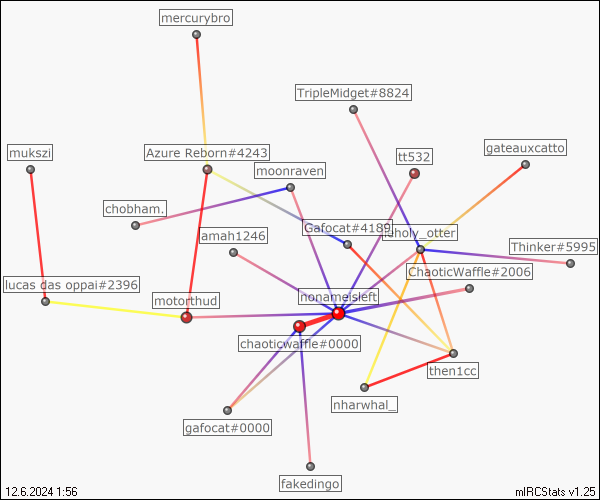 mercurybro
TripleMidget#8824
mukszi
Azure Reborn#4243
tt532
gateauxcatto
moonraven
chobham.
Gafocat#4189
amah1246
Thinker#5995
ChaoticWaffle#2006
lucas das oppai#2396
motorthud
nonameisleft
chaoticwaffle#0000
then1cc
nharwhal_
gafocat#0000
fakedingo
12.6.2024 1:56
mIRCStats v1.25